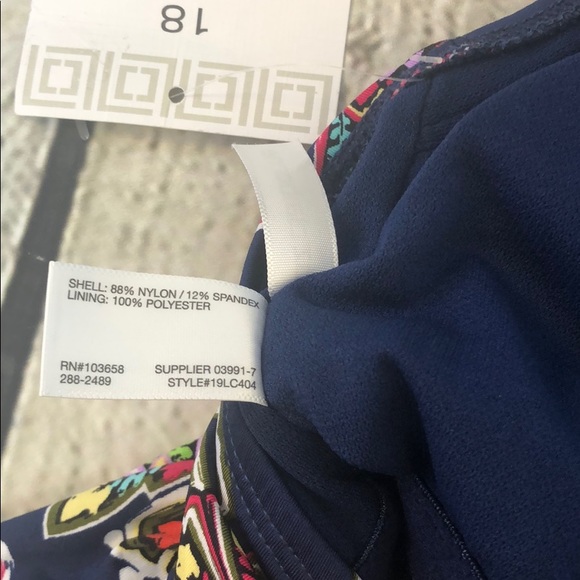 18
SHELL: 88% NYLON / 12% SPANDEX
LINING: 100% POLYESTER
RN#103658 SUPPLIER 03991-7
288-2489 STYLE#19LC404